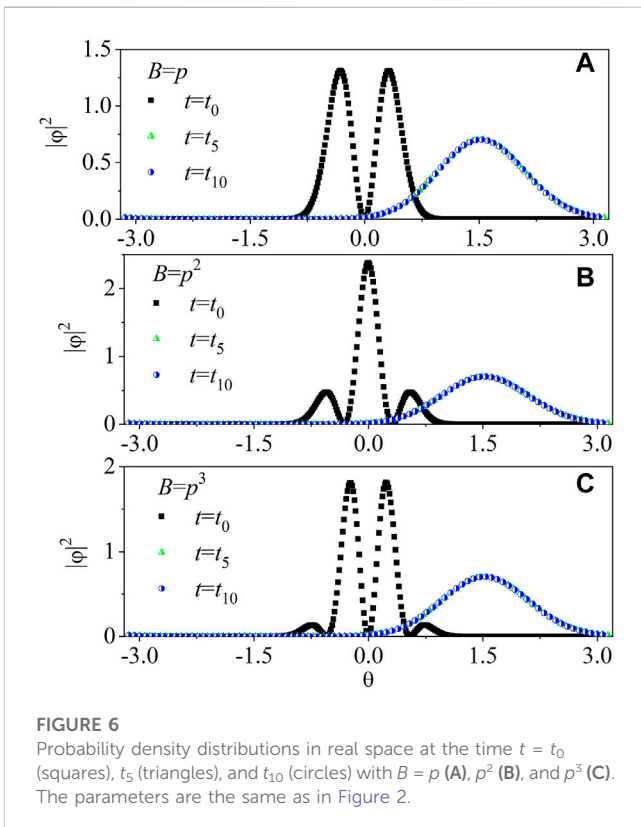 1.5
B=p
A
t=t₀
1.0
|φ|²
t=t₅
0.5
t=t₁₀
0.0
-3.0 -1.5 0.0 1.5 3.0
B=p²
B
2
t=t₀
|φ|²
t=t₅
1
t=t₁₀
0
-3.0 -1.5 0.0 1.5 3.0
2
B=p³
C
t=t₀
|φ|²
1
t=t₅
t=t₁₀
0
-3.0 -1.5 0.0 1.5 3.0
θ
FIGURE 6
Probability density distributions in real space at the time t = t₀
(squares), t₅ (triangles), and t₁₀ (circles) with B = p (A), p² (B), and p³ (C).
The parameters are the same as in Figure 2.